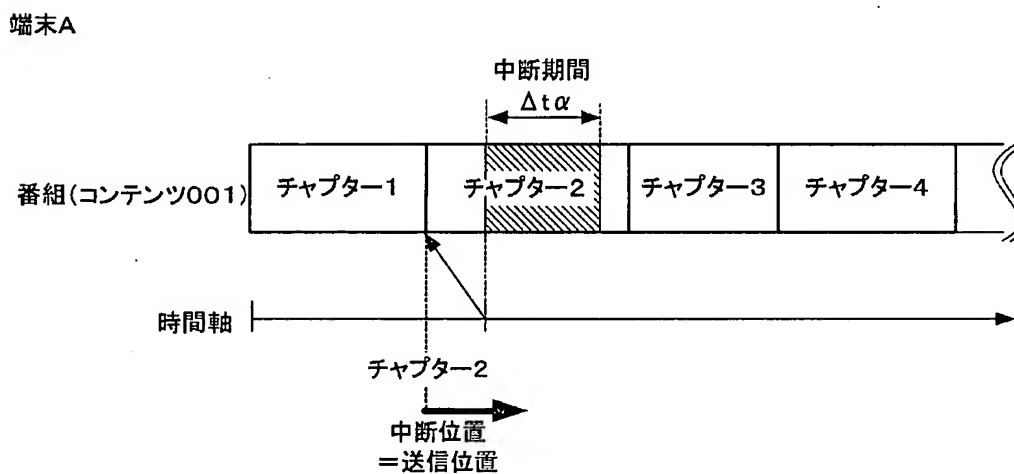 端末A
中断期間
Δtα
番組(コンテンツ001)
チャプター1
チャプター2
チャプター3
チャプター4
時間軸
チャプター2
中断位置
=送信位置